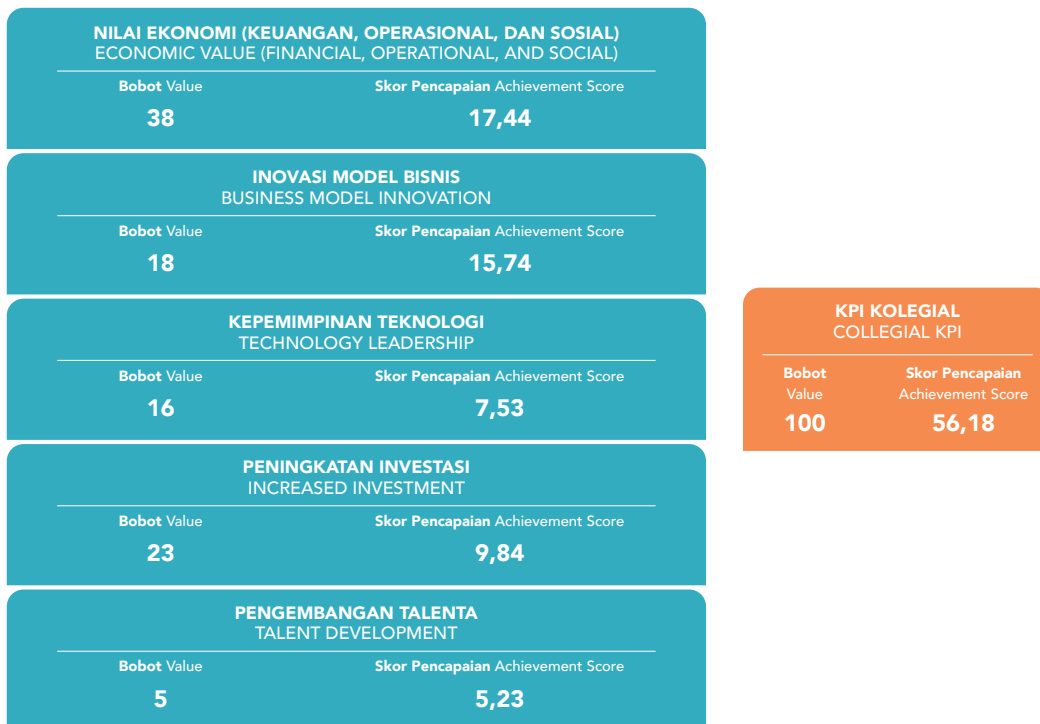 NILAI EKONOMI (KEUANGAN, OPERASIONAL, DAN SOSIAL)
ECONOMIC VALUE (FINANCIAL, OPERATIONAL, AND SOCIAL)
Bobot Value
Skor Pencapaian Achievement Score
38
17,44
INOVASI MODEL BISNIS
BUSINESS MODEL INNOVATION
Bobot Value
Skor Pencapaian Achievement Score
18
15,74
KEPEMIMPINAN TEKNOLOGI
TECHNOLOGY LEADERSHIP
Bobot Value
Skor Pencapaian Achievement Score
16
7,53
PENINGKATAN INVESTASI
INCREASED INVESTMENT
Bobot Value
Skor Pencapaian Achievement Score
23
9,84
PENGEMBANGAN TALENTA
TALENT DEVELOPMENT
Bobot Value
Skor Pencapaian Achievement Score
5
5,23
KPI KOLEGIAL
COLLEGIAL KPI
Bobot
Value
Skor Pencapaian
Achievement Score
100
56,18